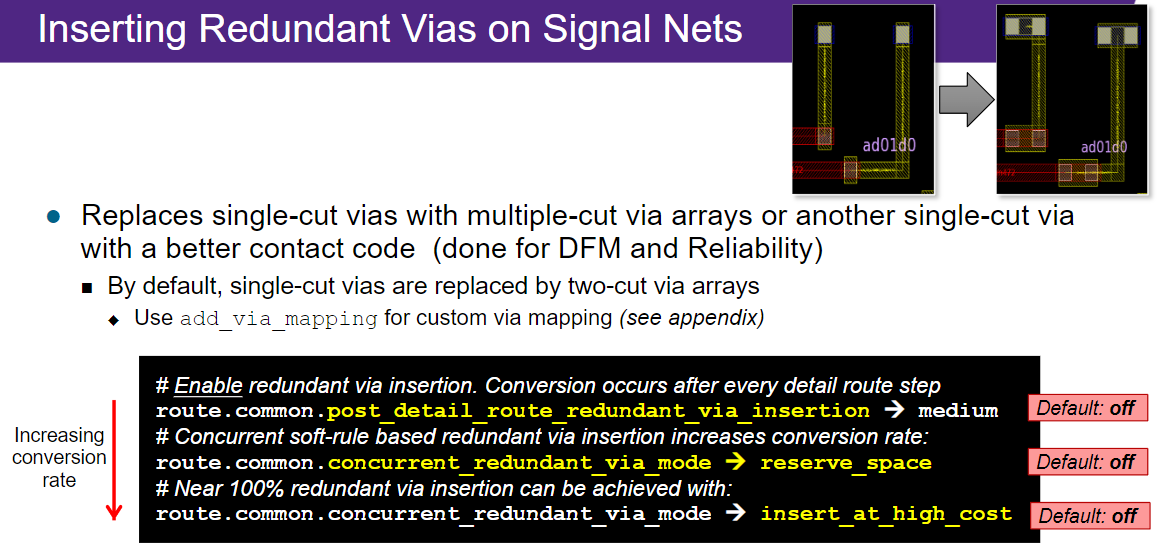 Inserting Redundant Vias on Signal Nets
ad01d0
ad01d0
● Replaces single-cut vias with multiple-cut via arrays or another single-cut via
with a better contact code (done for DFM and Reliability)
■ By default, single-cut vias are replaced by two-cut via arrays
◆ Use add_via_mapping for custom via mapping (see appendix)
Increasing
conversion
rate
# Enable redundant via insertion. Conversion occurs after every detail route step
route.common.post_detail_route_redundant_via_insertion → medium
Default: off
# Concurrent soft-rule based redundant via insertion increases conversion rate:
route.common.concurrent_redundant_via_mode → reserve_space
Default: off
# Near 100% redundant via insertion can be achieved with:
route.common.concurrent_redundant_via_mode → insert_at_high_cost
Default: off